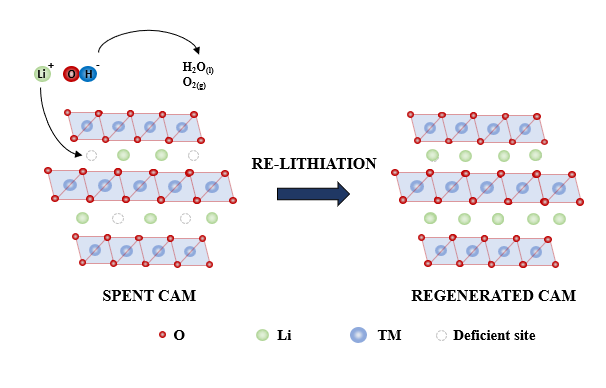 Li +
O H -
H₂O(l)
O₂(g)
RE-LITHIATION
SPENT CAM
REGENERATED CAM
O Li TM Deficient site